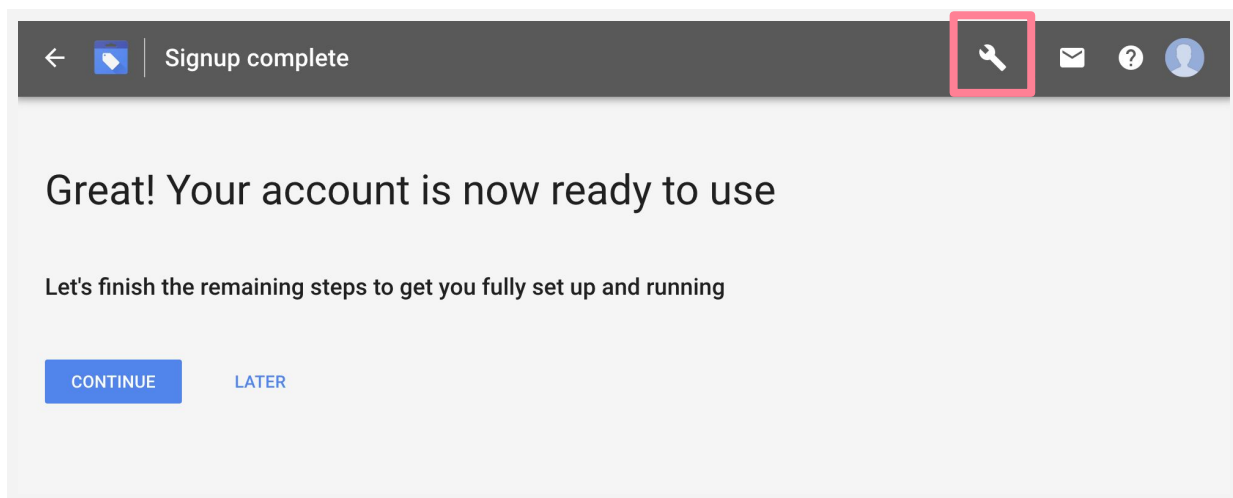 Signup complete
Great! Your account is now ready to use
Let's finish the remaining steps to get you fully set up and running
CONTINUE LATER